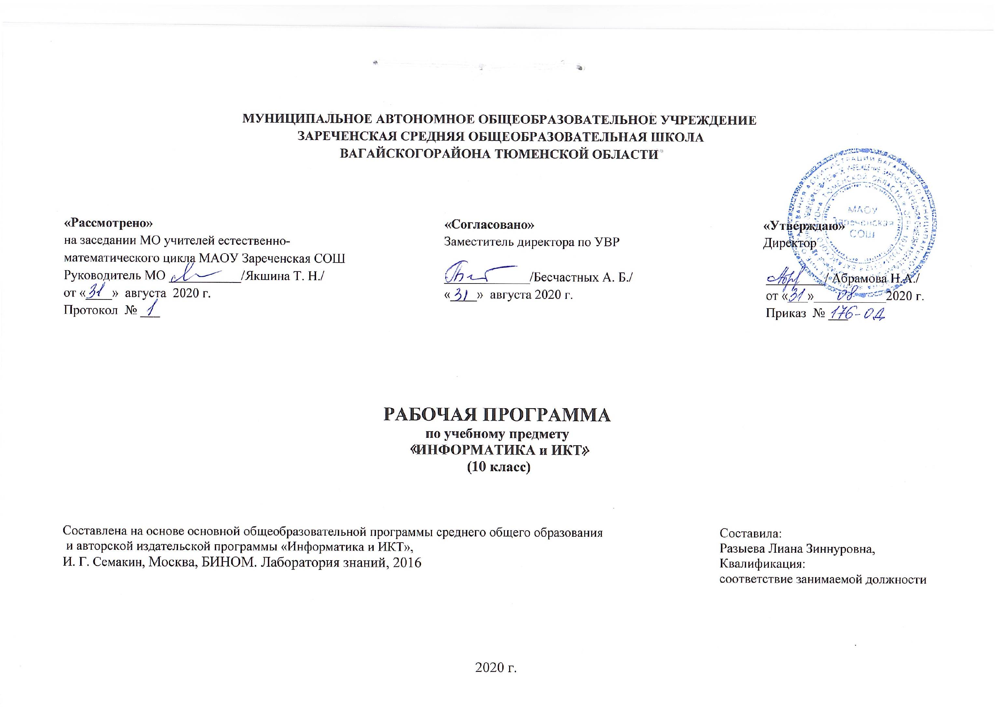 МУНИЦИПАЛЬНОЕ АВТОНОМНОЕ ОБЩЕОБРАЗОВАТЕЛЬНОЕ УЧРЕЖДЕНИЕ
ЗАРЕЧЕНСКАЯ СРЕДНЯЯ ОБЩЕОБРАЗОВАТЕЛЬНАЯ ШКОЛА
ВАГАЙСКОГОРАЙОНА ТЮМЕНСКОЙ ОБЛАСТИ
«Рассмотрено»
на заседании МО учителей естественно-
математического цикла МАОУ Зареченская СОШ
Руководитель МО ___________/Якшина Т. Н./
от «31»  августа  2020 г.
Протокол  № 1
«Согласовано»
Заместитель директора по УВР
_____________/Бесчастных А. Б./
«31»  августа 2020 г.
«Утверждаю»
Директор
_________/ Абрамова Н.А./
от «31» 08 2020 г.
Приказ  № 176-ОД
МАОУ
Зареченская
СОШ
РАБОЧАЯ ПРОГРАММА
по учебному предмету
«ИНФОРМАТИКА и ИКТ»
(10 класс)
Составлена на основе основной общеобразовательной программы среднего общего образования
и авторской издательской программы «Информатика и ИКТ»,
И. Г. Семакин, Москва, БИНОМ. Лаборатория знаний, 2016
Составила:
Разыева Лиана Зиннуровна,
Квалификация:
соответствие занимаемой должности
2020 г.